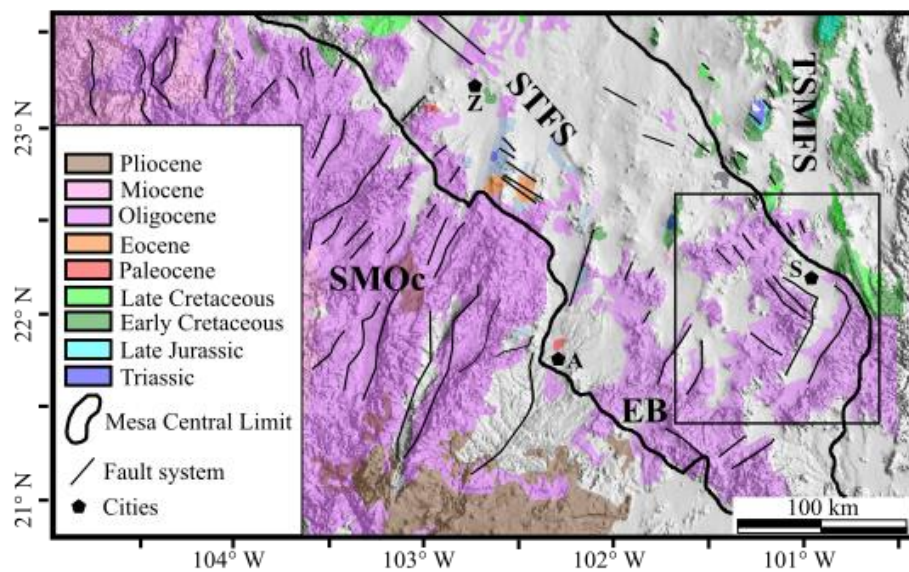 STFS
TSMFS
Z
23° N
Pliocene
Miocene
Oligocene
Eocene
Paleocene
Late Cretaceous
Early Cretaceous
Late Jurassic
Triassic
Mesa Central Limit
Fault system
Cities
SMOc
S
22° N
A
EB
21° N
100 km
104° W
103° W
102° W
101° W